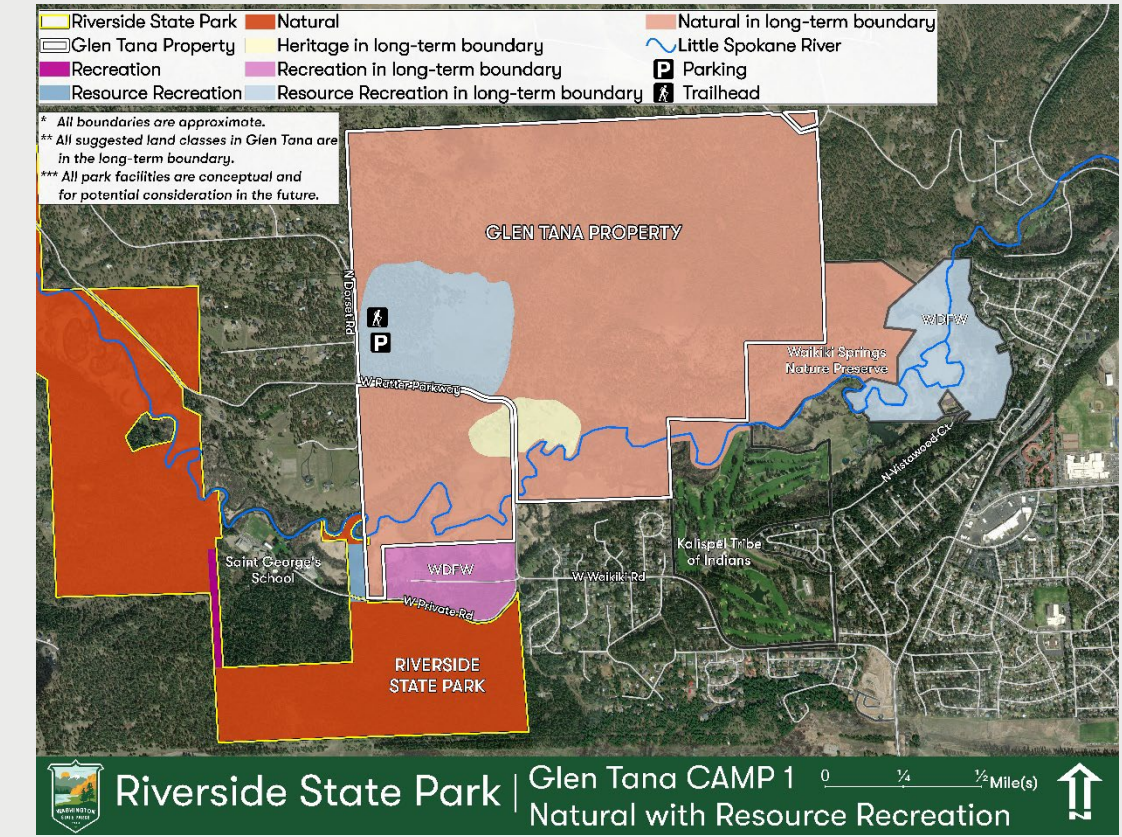 Riverside State Park
Natural
Natural in long-term boundary
Glen Tana Property
Heritage in long-term boundary
Little Spokane River
Recreation
Recreation in long-term boundary
P Parking
Resource Recreation
Resource Recreation in long-term boundary
Trailhead
* All boundaries are approximate.
** All suggested land classes in Glen Tana are
in the long-term boundary.
*** All park facilities are conceptual and
for potential consideration in the future.
GLEN TANA PROPERTY
N Dorset Rd
P
WDFW
Waikiki Springs
Nature Preserve
W Rutter Parkway
N Vistawood Ct
Saint George's
School
Kalispel Tribe
of Indians
WDFW
W Waikiki Rd
W Private Rd
RIVERSIDE
STATE PARK
WASHINGTON
STATE PARKS
Riverside State Park
Glen Tana CAMP 1
Natural with Resource Recreation
0 ¼ ½ Mile(s)
N